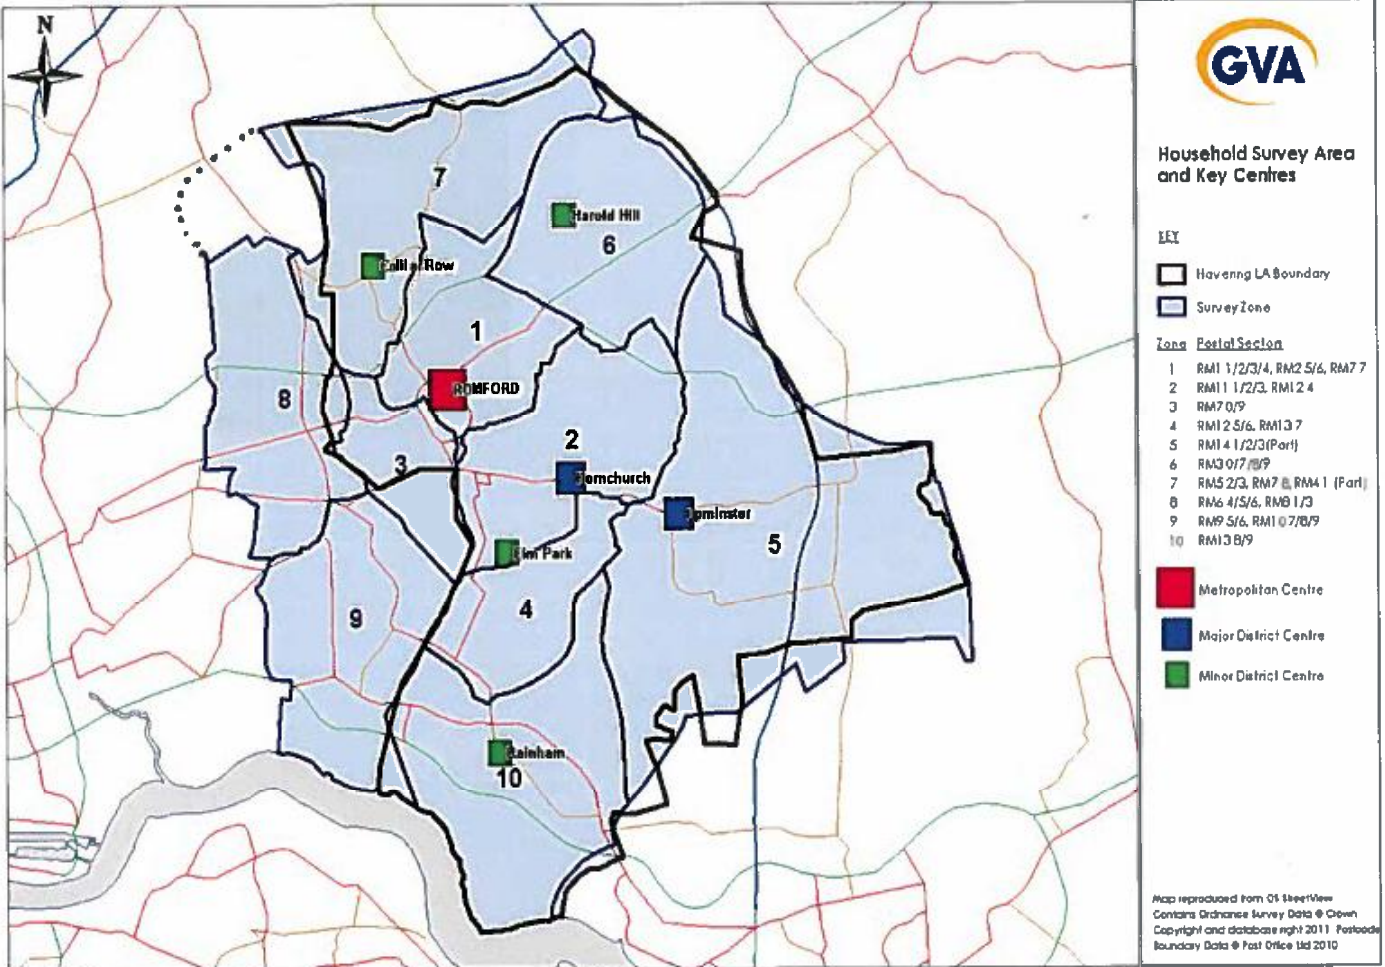 N
7
Harold Hill
6
Row
1
ROMFORD
8
2
3
Hornchurch
Upminster
5
Elm Park
4
9
Rainham
10
GVA
Household Survey Area
and Key Centres
KEY
Havering LA Boundary
Survey Zone
Zone Postal Sectors
1 RM1 1/2/3/4, RM2 5/6, RM7 7
2 RM11 1/2/3, RM12 4
3 RM7 0/9
4 RM12 5/6, RM13 7
5 RM14 1/2/3(Part)
6 RM3 0/7/8/9
7 RM5 2/3, RM7 8, RM4 1 (Part)
8 RM6 4/5/6, RM8 1/3
9 RM9 5/6, RM10 7/8/9
10 RM13 8/9
Metropolitan Centre
Major District Centre
Minor District Centre
Map reproduced from OS StreetView
Contains Ordnance Survey Data © Crown
Copyright and database right 2011 Postcode
Boundary Data © Post Office Ltd 2010